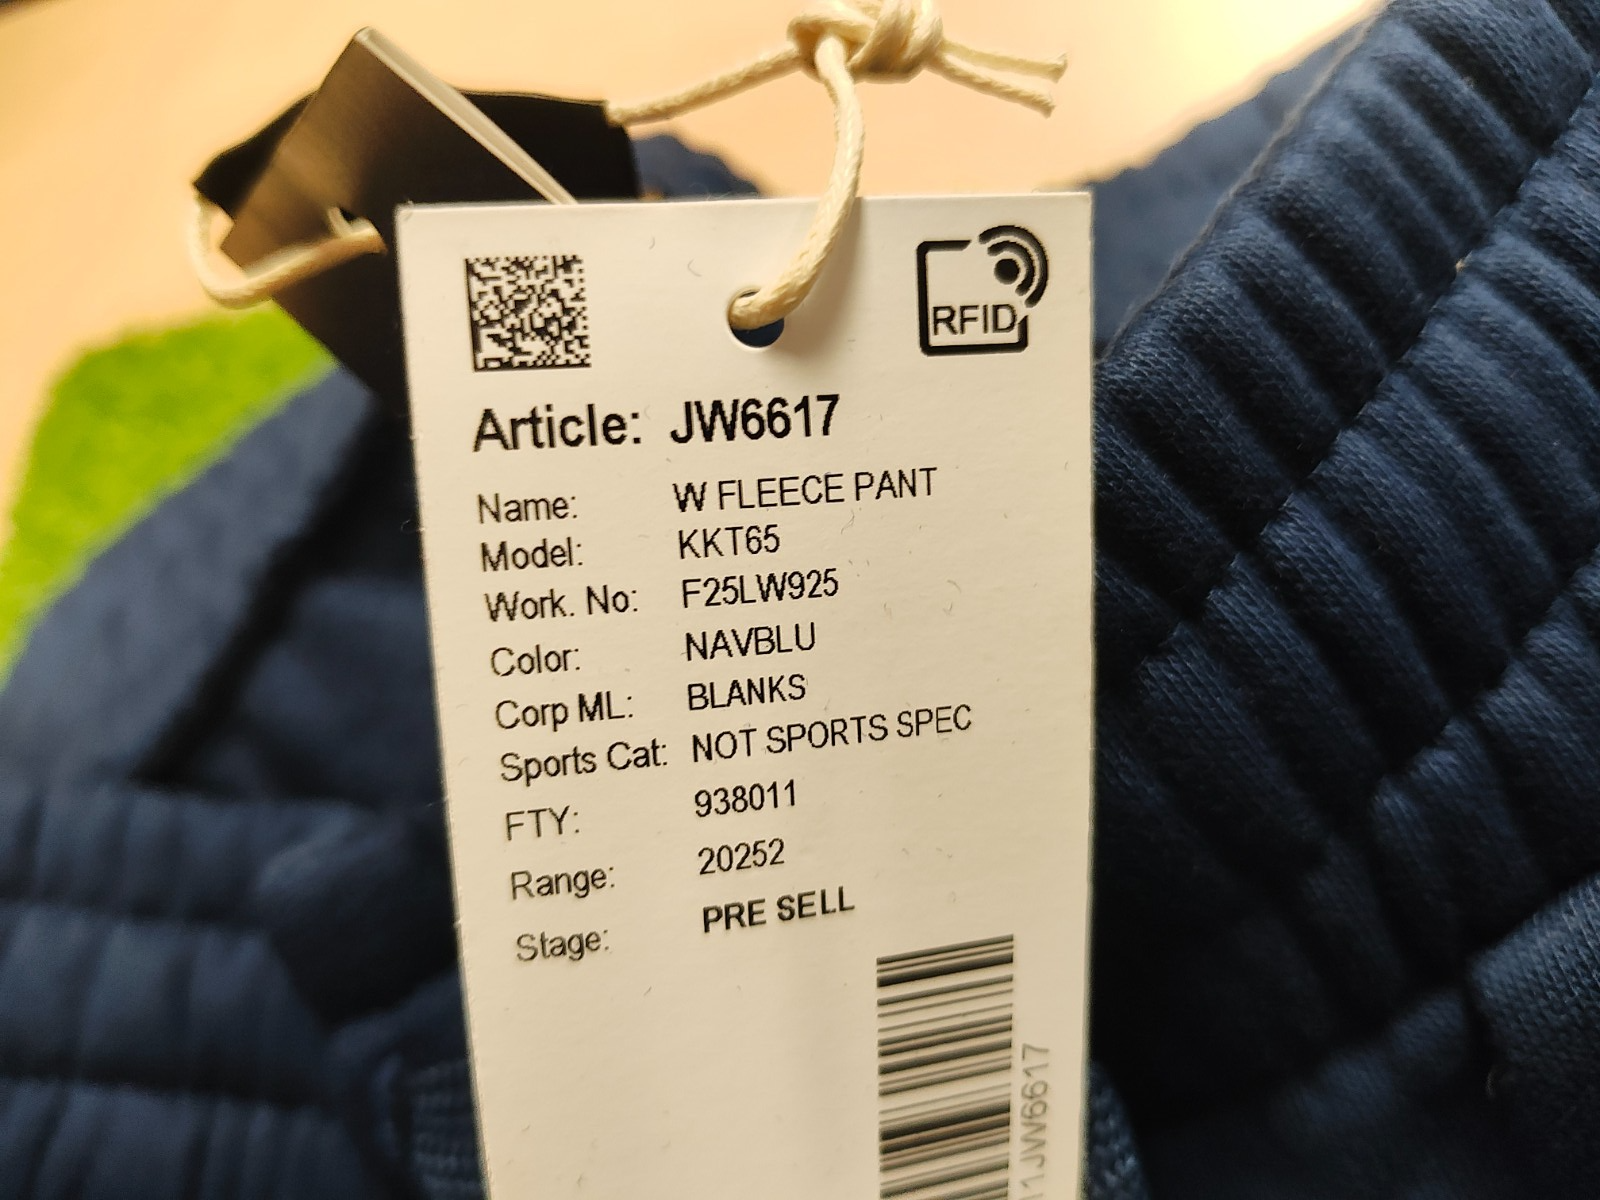 RFID
Article: JW6617
Name: W FLEECE PANT
Model: KKT65
Work. No: F25LW925
Color: NAVBLU
Corp ML: BLANKS
Sports Cat: NOT SPORTS SPEC
FTY: 938011
Range: 20252
Stage: PRE SELL
1JW6617